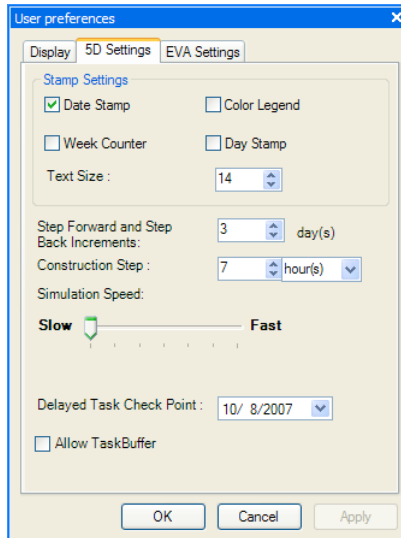 User preferences
Display 5D Settings EVA Settings
Stamp Settings
Date Stamp Color Legend
Week Counter Day Stamp
Text Size : 14
Step Forward and Step
Back Increments: 3 day(s)
Construction Step : 7 hour(s)
Simulation Speed:
Slow Fast
Delayed Task Check Point : 10/ 8/2007
Allow TaskBuffer
OK Cancel Apply